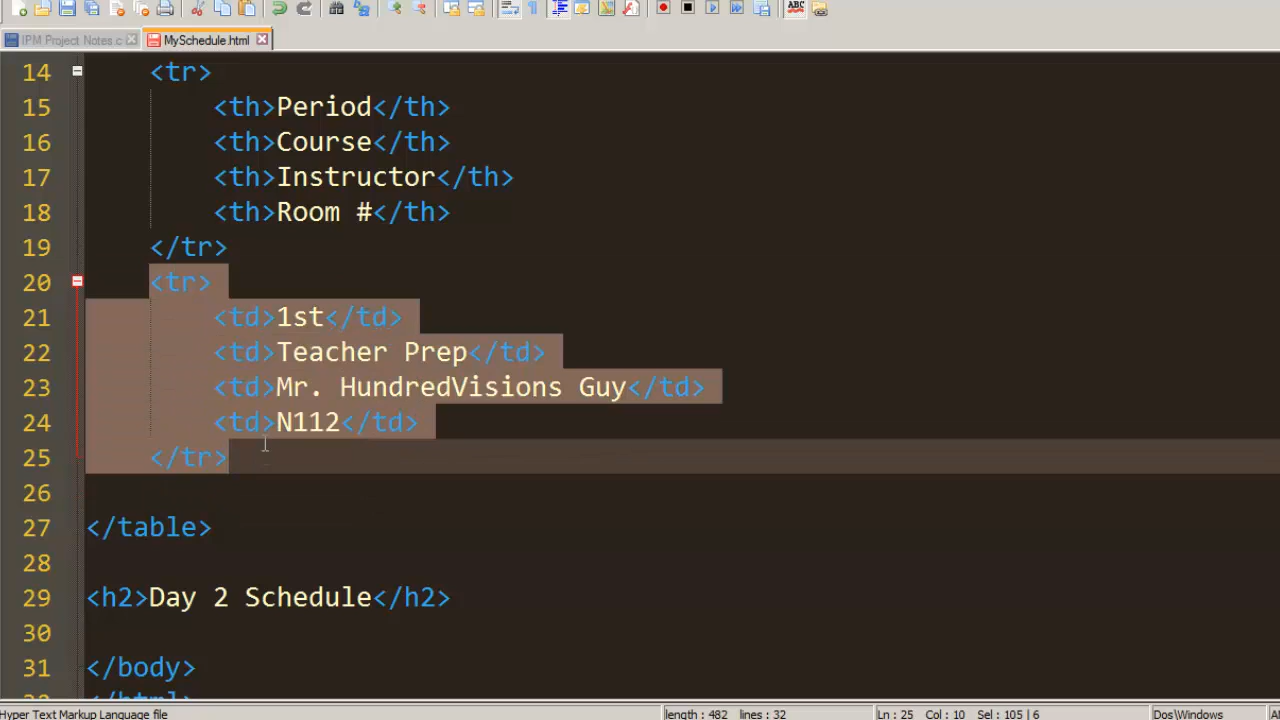 IPM Project Notes.c
MySchedule.html
ABC
14 <tr>
15 <th>Period</th>
16 <th>Course</th>
17 <th>Instructor</th>
18 <th>Room #</th>
19 </tr>
20 <tr>
21 <td>1st</td>
22 <td>Teacher Prep</td>
23 <td>Mr. HundredVisions Guy</td>
24 <td>N112</td>
25 </tr>
26
27 </table>
28
29 <h2>Day 2 Schedule</h2>
30
31 </body>
32 </html>
Hyper Text Markup Language file length : 482 lines : 32 Ln : 25 Col : 10 Sel : 105 | 6 Dos\Windows